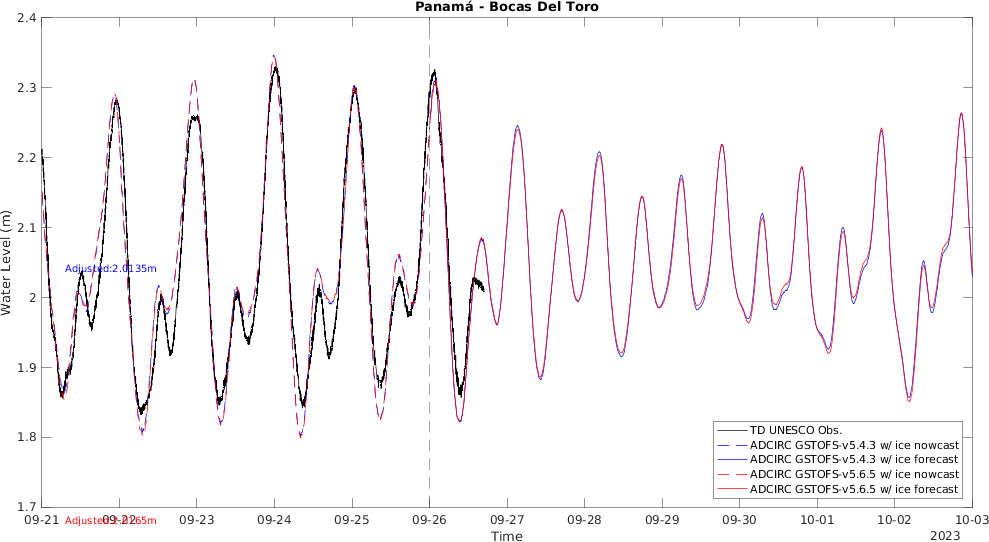 Panamá - Bocas Del Toro
2.4
2.3
2.2
2.1
2
1.9
1.8
1.7
Water Level (m)
Adjusted:2.0135m
TD UNESCO Obs.
ADCIRC GSTOFS-v5.4.3 w/ ice nowcast
ADCIRC GSTOFS-v5.4.3 w/ ice forecast
ADCIRC GSTOFS-v5.6.5 w/ ice nowcast
ADCIRC GSTOFS-v5.6.5 w/ ice forecast
09-21 09-22 09-23 09-24 09-25 09-26 09-27 09-28 09-29 09-30 10-01 10-02 10-03
Time
2023